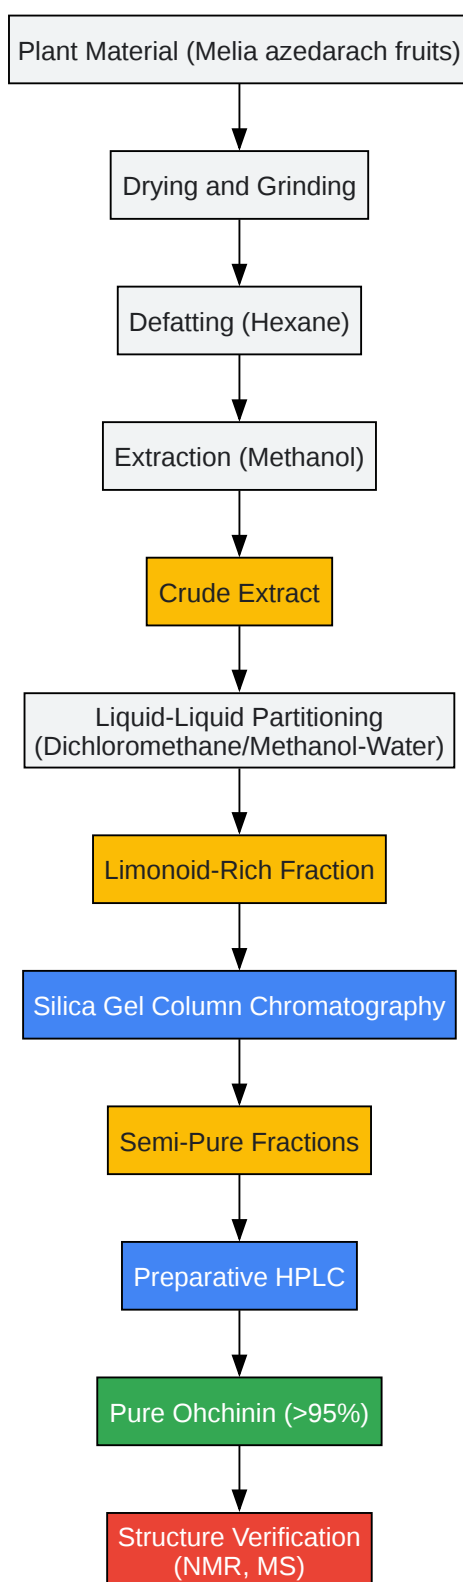 Plant Material (Melia azedarach fruits)
Drying and Grinding
Defatting (Hexane)
Extraction (Methanol)
Crude Extract
Liquid-Liquid Partitioning
(Dichloromethane/Methanol-Water)
Limonoid-Rich Fraction
Silica Gel Column Chromatography
Semi-Pure Fractions
Preparative HPLC
Pure Ohchinin (>95%)
Structure Verification
(NMR, MS)